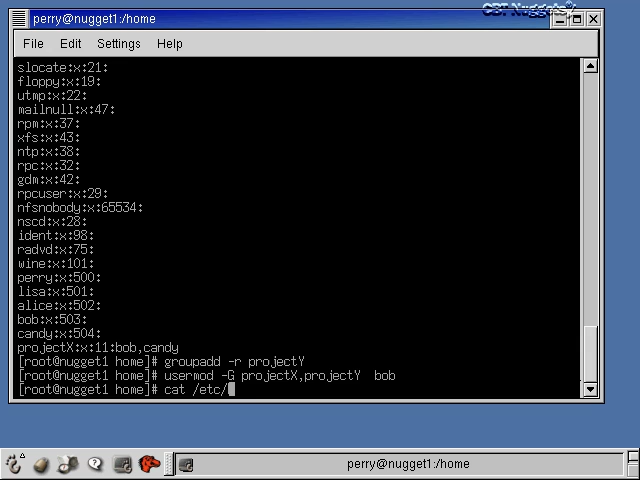 CBT Nuggets
perry@nugget1:/home
File Edit Settings Help
slocate:x:21:
floppy:x:19:
utmp:x:22:
mailnull:x:47:
rpm:x:37:
xfs:x:43:
ntp:x:38:
rpc:x:32:
gdm:x:42:
rpcuser:x:29:
nfsnobody:x:65534:
nscd:x:28:
ident:x:98:
radvd:x:75:
wine:x:101:
perry:x:500:
lisa:x:501:
alice:x:502:
bob:x:503:
candy:x:504:
projectX:x:11:bob,candy
[root@nugget1 home]# groupadd -r projectY
[root@nugget1 home]# usermod -G projectX,projectY  bob
[root@nugget1 home]# cat /etc/
perry@nugget1:/home